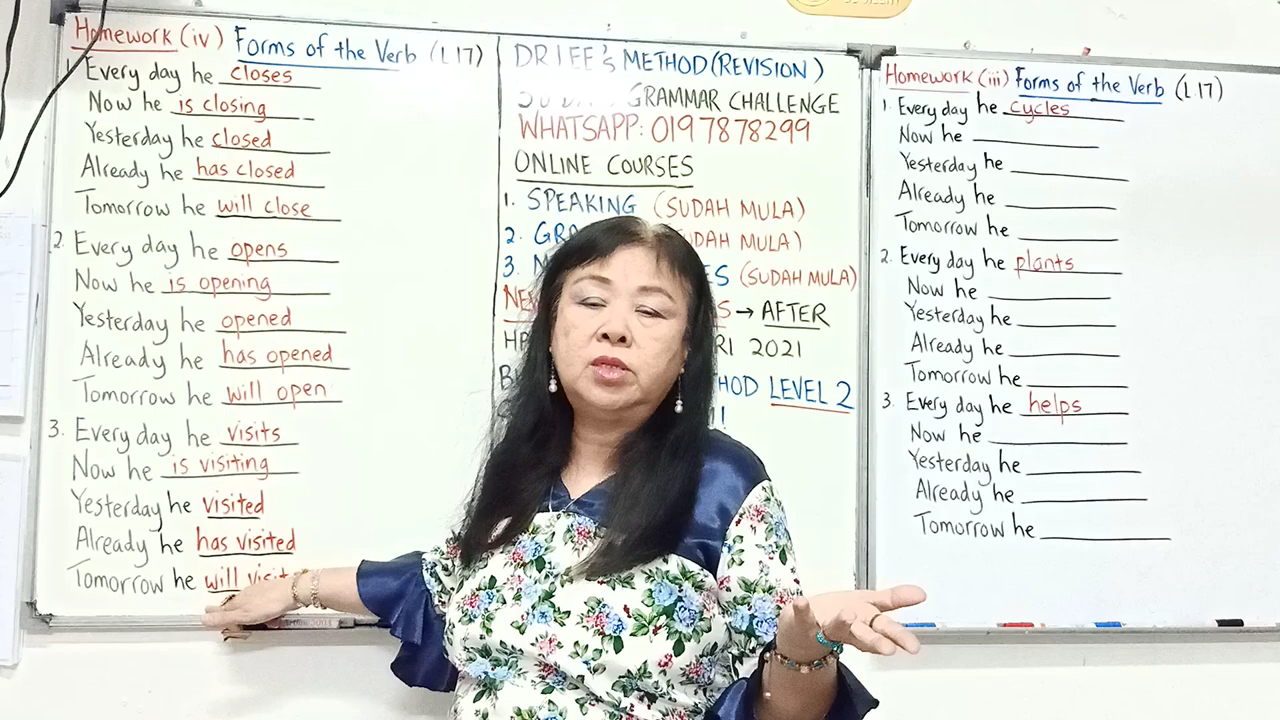 Homework (iv) Forms of the Verb (L17)
1. Every day he closes
Now he is closing
Yesterday he closed
Already he has closed
Tomorrow he will close
2. Every day he opens
Now he is opening
Yesterday he opened
Already he has opened
Tomorrow he will open
3. Every day he visits
Now he is visiting
Yesterday he visited
Already he has visited
Tomorrow he will visit
DR LEE'S METHOD (REVISION)
GRAMMAR CHALLENGE
WHATSAPP: 019 7878299
ONLINE COURSES
1. SPEAKING (SUDAH MULA)
2. MULA)
3. (SUDAH MULA)
→ AFTER
2021
LEVEL 2
Homework (iii) Forms of the Verb (L17)
1. Every day he cycles
Now he
Yesterday he
Already he
Tomorrow he
2. Every day he plants
Now he
Yesterday he
Already he
Tomorrow he
3. Every day he helps
Now he
Yesterday he
Already he
Tomorrow he